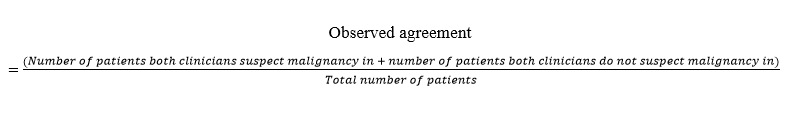 Observed agreement
= (Number of patients both clinicians suspect malignancy in + number of patients both clinicians do not suspect malignancy in)
Total number of patients